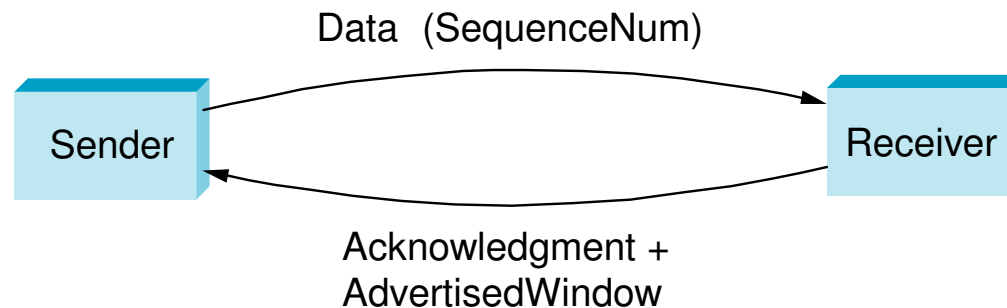 Data (SequenceNum)
Sender
Receiver
Acknowledgment +
AdvertisedWindow